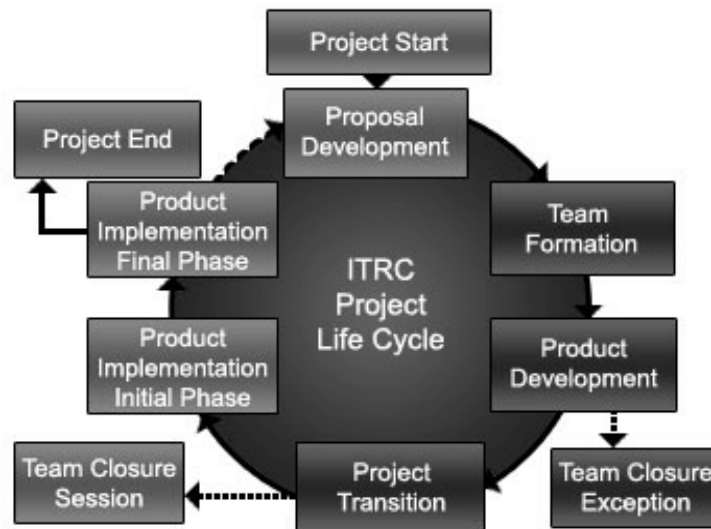 Project Start
Project End
Proposal
Development
Product
Implementation
Final Phase
Team
Formation
ITRC
Project
Life Cycle
Product
Implementation
Initial Phase
Product
Development
Team Closure
Session
Project
Transition
Team Closure
Exception